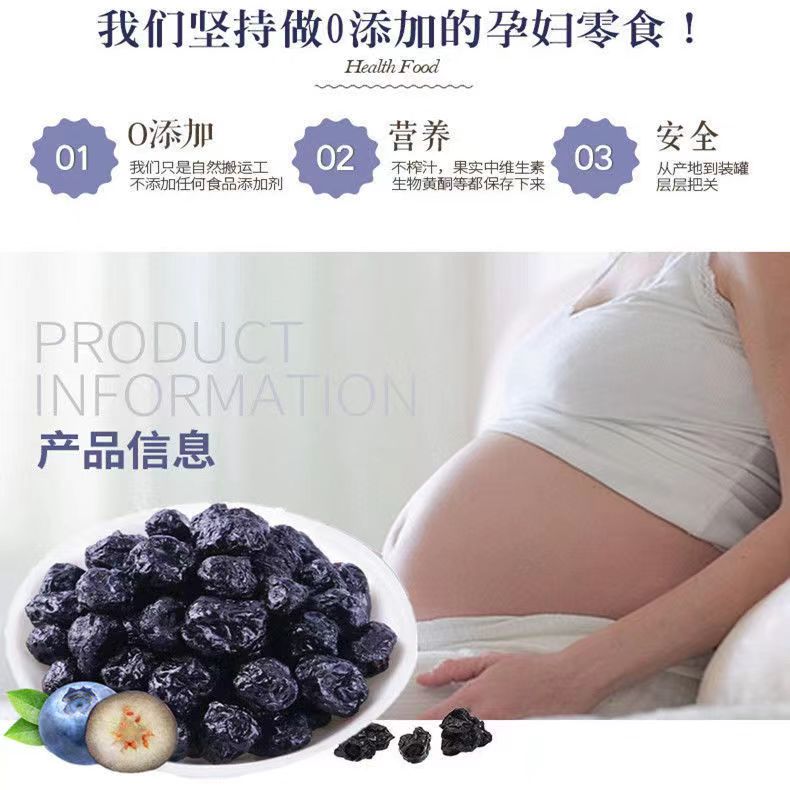 我们坚持做0添加的孕妇零食！
Health Food
01
0添加
我们只是自然搬运工
不添加任何食品添加剂
02
营养
不榨汁，果实中维生素
生物黄酮等都保存下来
03
安全
从产地到装罐
层层把关
PRODUCT
INFORMATION
产品信息